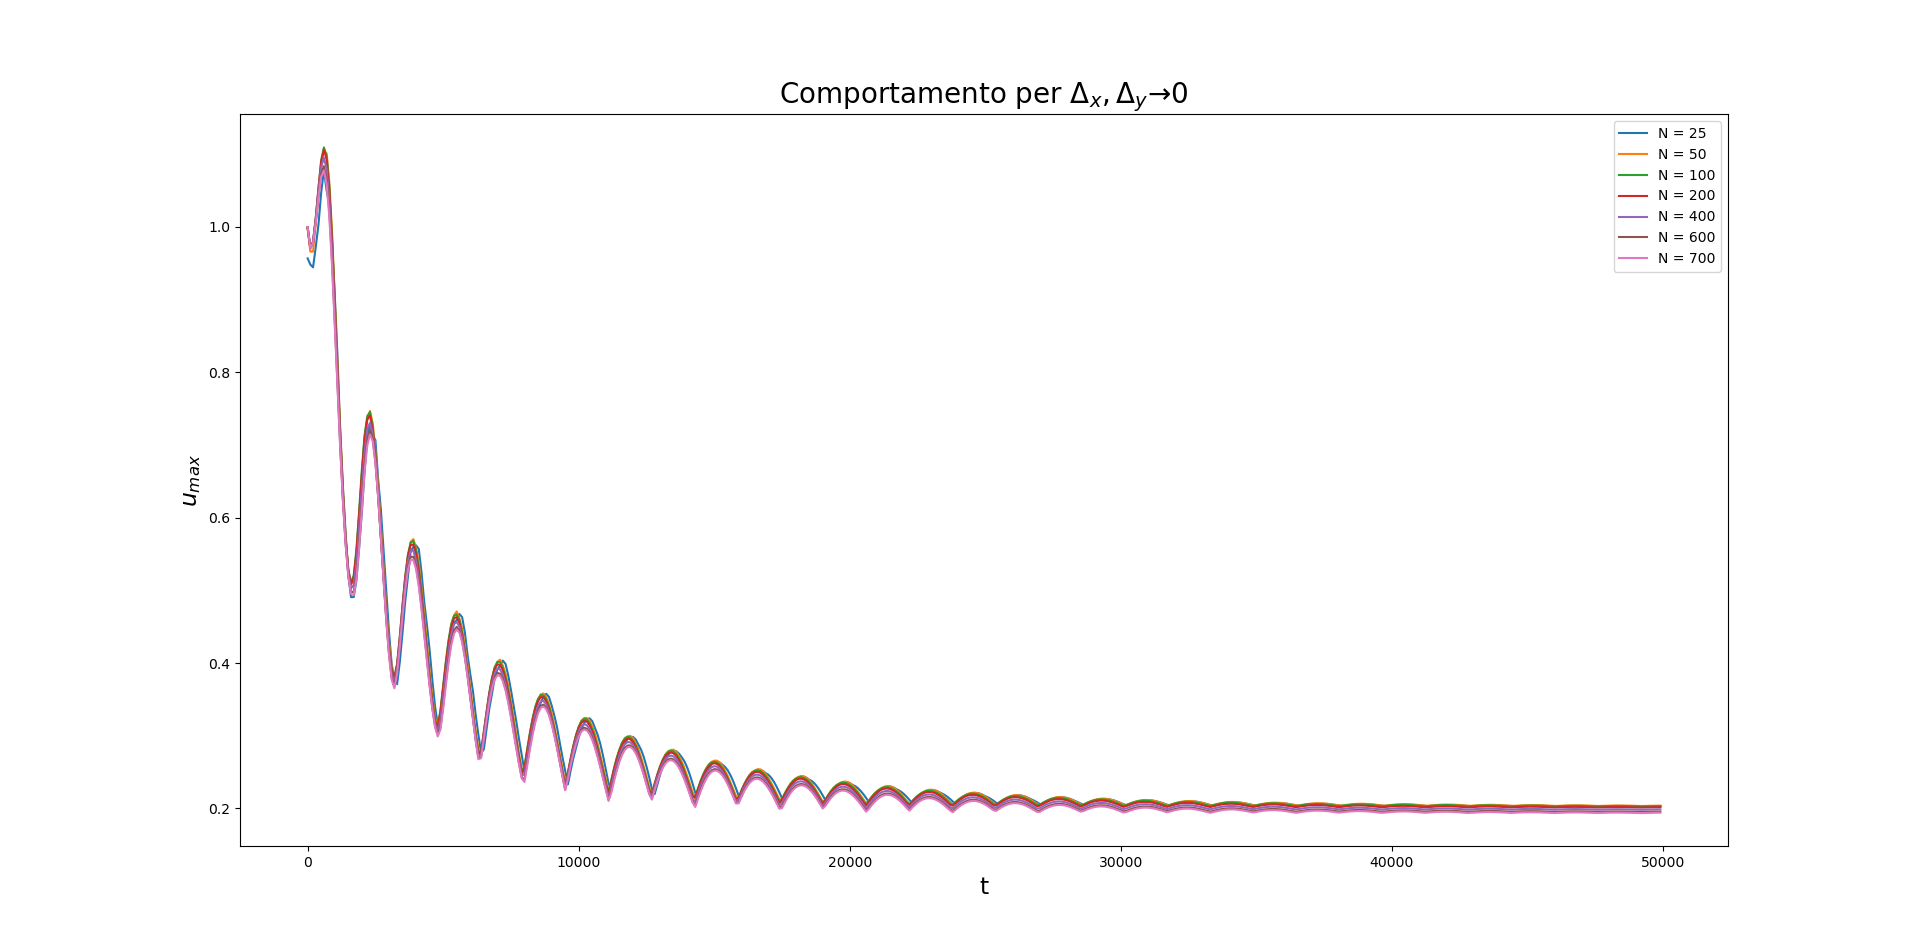 Comportamento per Δx, Δy→0
N = 25
N = 50
N = 100
N = 200
N = 400
N = 600
N = 700
umax
1.0
0.8
0.6
0.4
0.2
0
10000
20000
30000
40000
50000
t